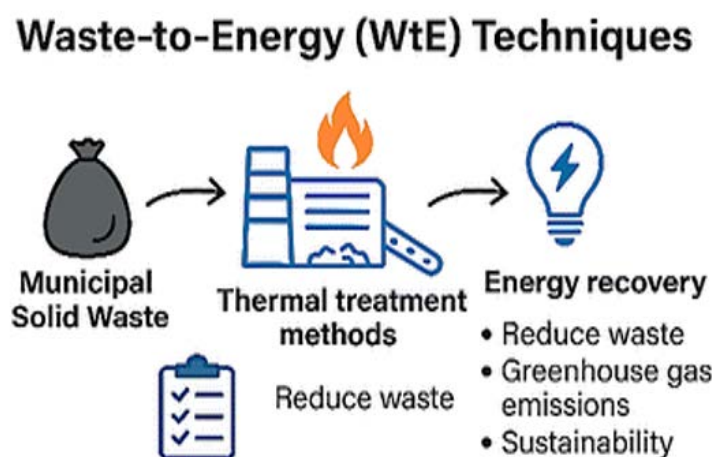 Waste-to-Energy (WtE) Techniques
Municipal
Solid Waste
Thermal treatment
methods
Reduce waste
Energy recovery
• Reduce waste
• Greenhouse gas
emissions
• Sustainability